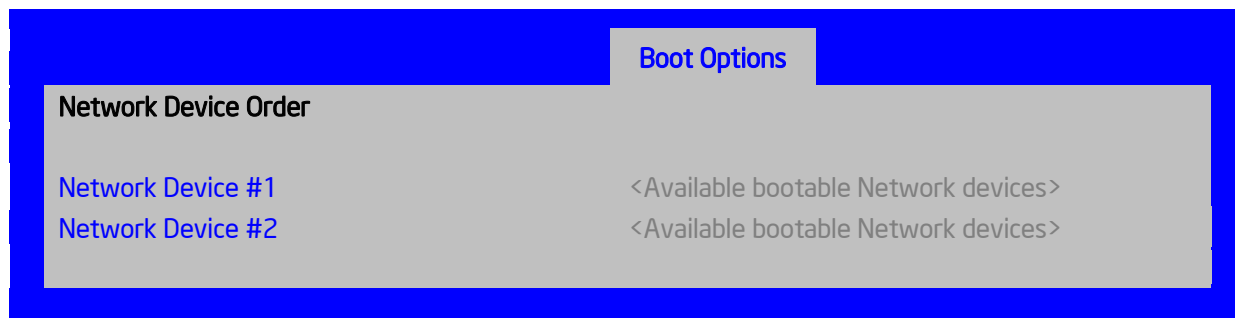 Boot Options
Network Device Order
Network Device #1 <Available bootable Network devices>
Network Device #2 <Available bootable Network devices>